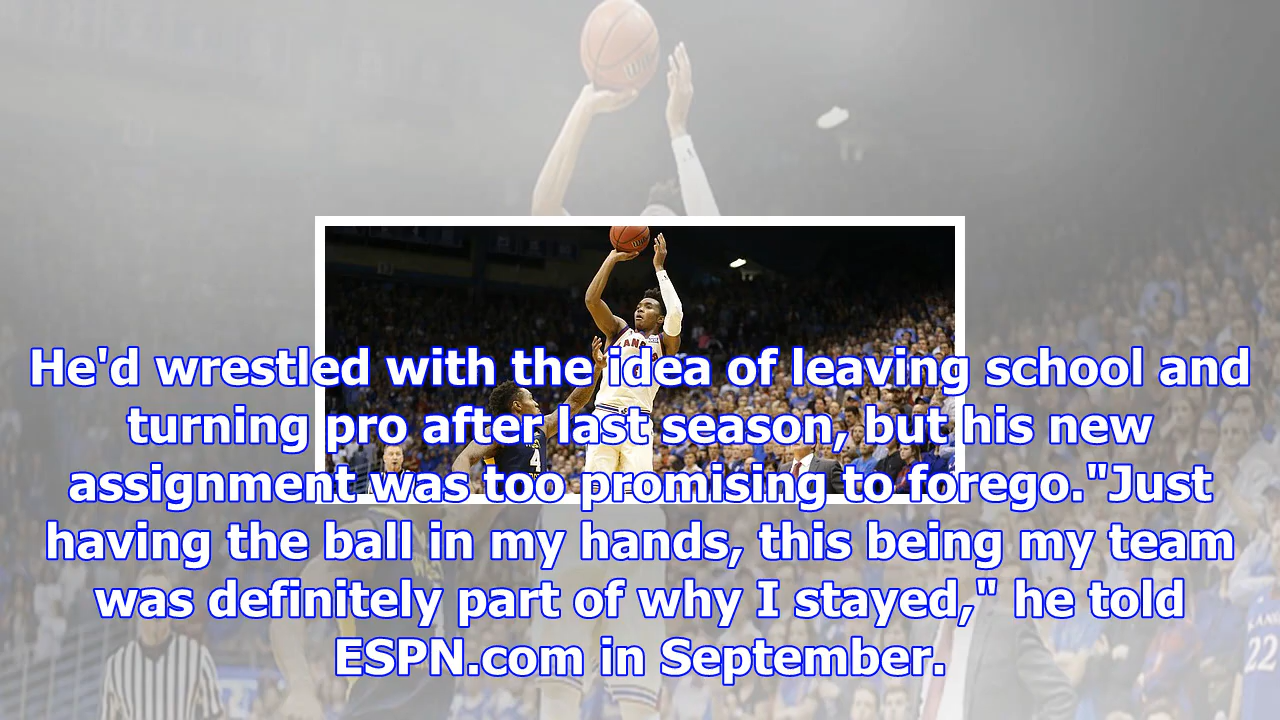 He'd wrestled with the idea of leaving school and
turning pro after last season, but his new
assignment was too promising to forego."Just
having the ball in my hands, this being my team
was definitely part of why I stayed," he told
ESPN.com in September.
4
22